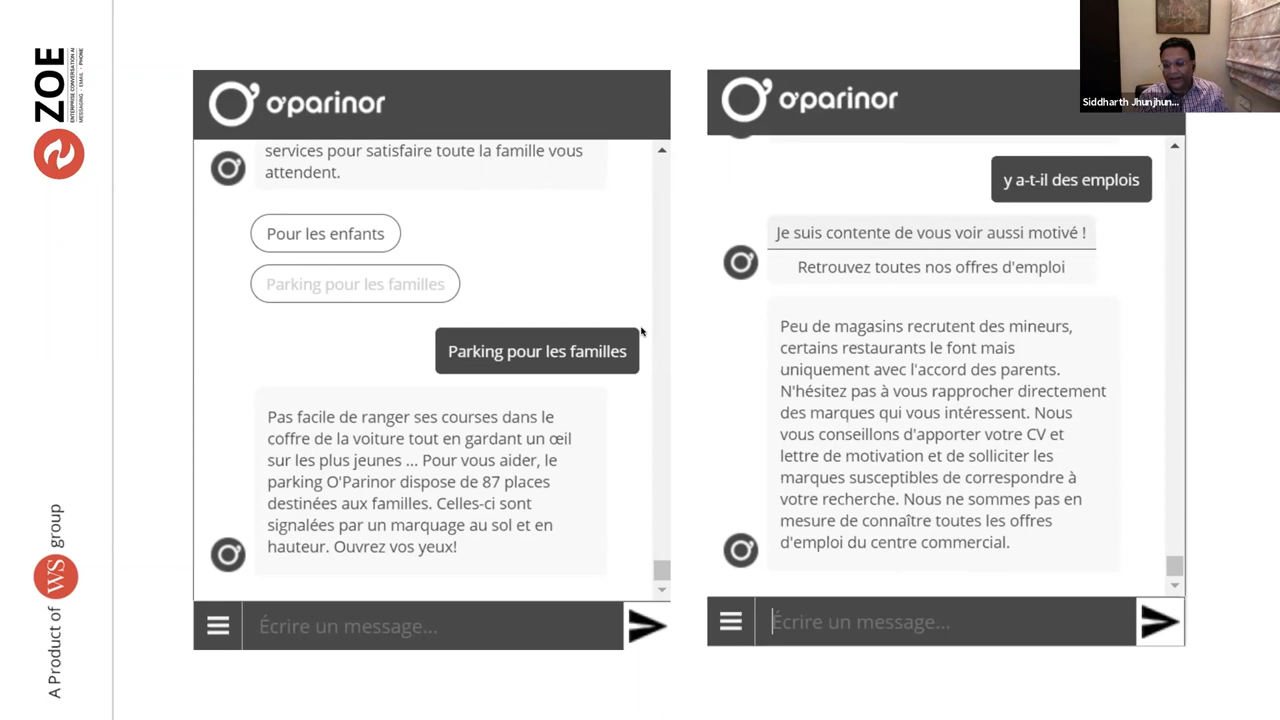 ZOE
ENTERPRISE CONVERSATION AI
MESSAGING - EMAIL - PHONE
A Product of WS group
o'parinor
services pour satisfaire toute la famille vous
attendent.
Pour les enfants
Parking pour les familles
Parking pour les familles
Pas facile de ranger ses courses dans le
coffre de la voiture tout en gardant un œil
sur les plus jeunes ... Pour vous aider, le
parking O'Parinor dispose de 87 places
destinées aux familles. Celles-ci sont
signalées par un marquage au sol et en
hauteur. Ouvrez vos yeux!
Écrire un message...
o'parinor
y a-t-il des emplois
Je suis contente de vous voir aussi motivé !
Retrouvez toutes nos offres d'emploi
Peu de magasins recrutent des mineurs,
certains restaurants le font mais
uniquement avec l'accord des parents.
N'hésitez pas à vous rapprocher directement
des marques qui vous intéressent. Nous
vous conseillons d'apporter votre CV et
lettre de motivation et de solliciter les
marques susceptibles de correspondre à
votre recherche. Nous ne sommes pas en
mesure de connaître toutes les offres
d'emploi du centre commercial.
Écrire un message...
Siddharth Jhunjhun...